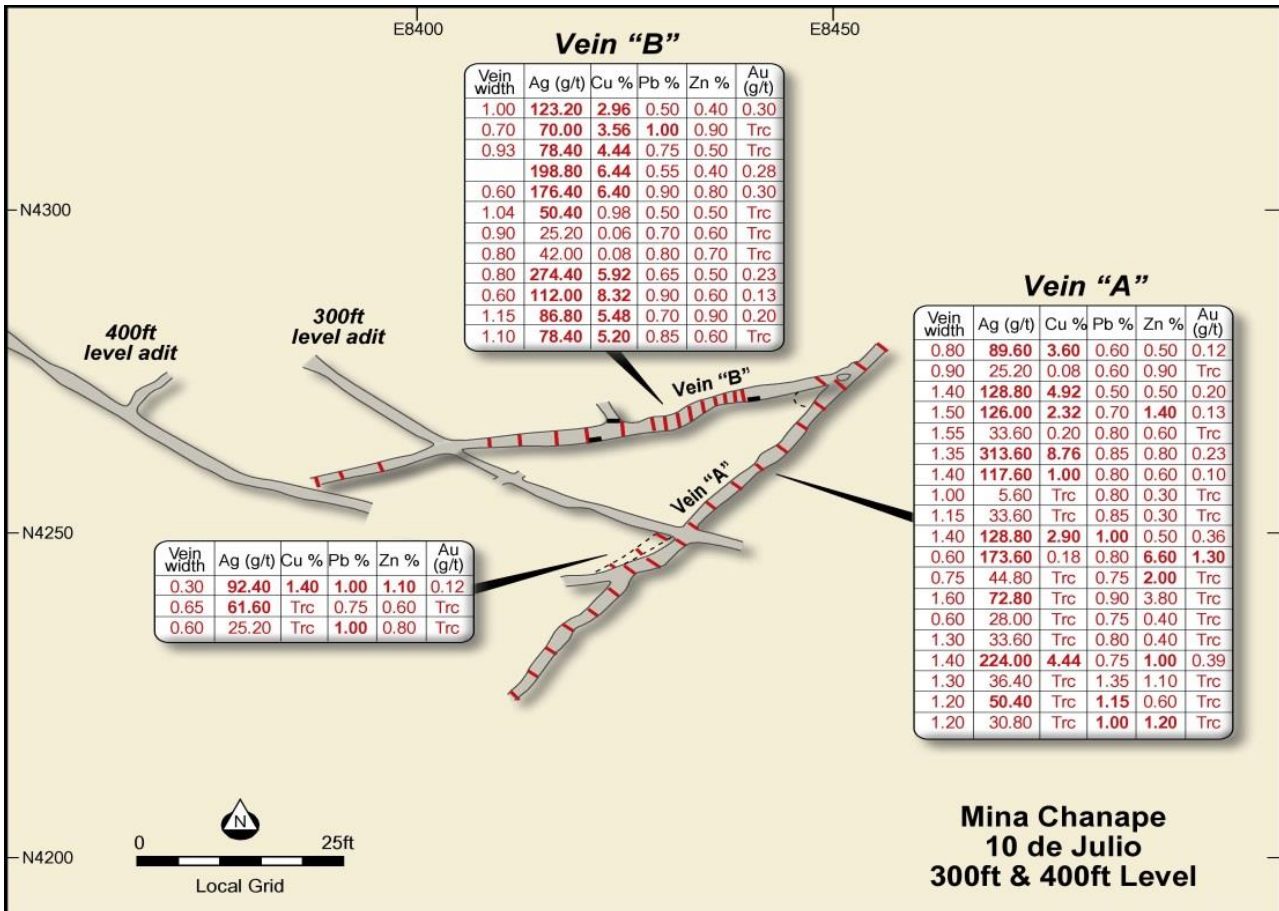 E8400 E8450
Vein “B”
Vein width Ag (g/t) Cu % Pb % Zn % Au (g/t)
1.00 123.20 2.96 0.50 0.40 0.30
0.70 70.00 3.56 1.00 0.90 Trc
0.93 78.40 4.44 0.75 0.50 Trc
198.80 6.44 0.55 0.40 0.28
0.60 176.40 6.40 0.90 0.80 0.30
1.04 50.40 0.98 0.50 0.50 Trc
0.90 25.20 0.06 0.70 0.60 Trc
0.80 42.00 0.08 0.80 0.70 Trc
0.80 274.40 5.92 0.65 0.50 0.23
0.60 112.00 8.32 0.90 0.60 0.13
1.15 86.80 5.48 0.70 0.90 0.20
1.10 78.40 5.20 0.85 0.60 Trc
N4300
Vein “A”
Vein width Ag (g/t) Cu % Pb % Zn % Au (g/t)
0.80 89.60 3.60 0.60 0.50 0.12
0.90 25.20 0.08 0.60 0.90 Trc
1.40 128.80 4.92 0.50 0.50 0.20
1.50 126.00 2.32 0.70 1.40 0.13
1.55 33.60 0.20 0.80 0.60 Trc
1.35 313.60 8.76 0.85 0.80 0.23
1.40 117.60 1.00 0.80 0.60 0.10
1.00 5.60 Trc 0.80 0.30 Trc
1.15 33.60 Trc 0.85 0.30 Trc
1.40 128.80 2.90 1.00 0.50 0.36
0.60 173.60 0.18 0.80 6.60 1.30
0.75 44.80 Trc 0.75 2.00 Trc
1.60 72.80 Trc 0.90 3.80 Trc
0.60 28.00 Trc 0.75 0.40 Trc
1.30 33.60 Trc 0.80 0.40 Trc
1.40 224.00 4.44 0.75 1.00 0.39
1.30 36.40 Trc 1.35 1.10 Trc
1.20 50.40 Trc 1.15 0.60 Trc
1.20 30.80 Trc 1.00 1.20 Trc
400ft
level adit
300ft
level adit
Vein “B”
Vein “A”
N4250
Vein width Ag (g/t) Cu % Pb % Zn % Au (g/t)
0.30 92.40 1.40 1.00 1.10 0.12
0.65 61.60 Trc 0.75 0.60 Trc
0.60 25.20 Trc 1.00 0.80 Trc
N
0 25ft
Local Grid
N4200
Mina Chanape
10 de Julio
300ft & 400ft Level